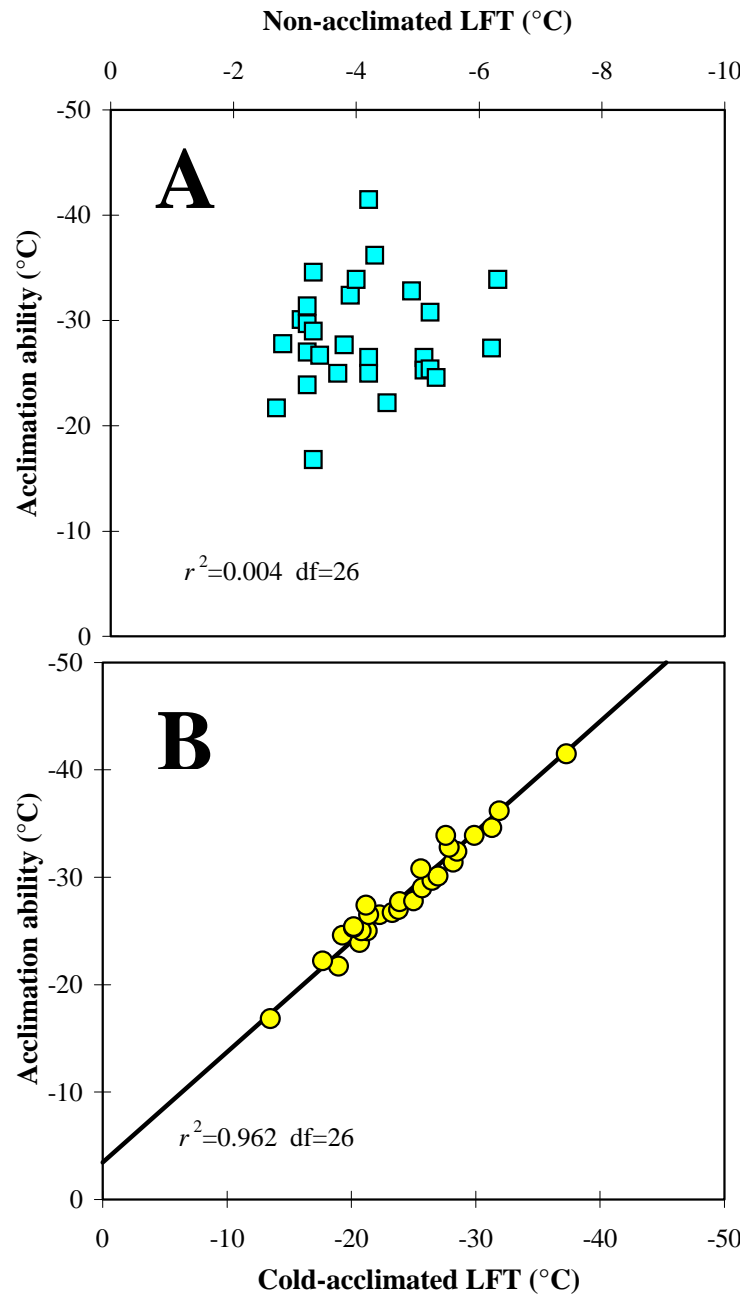 Non-acclimated LFT (°C)
0 -2 -4 -6 -8 -10
-50
A
-40
-30
Acclimation ability (°C)
-20
-10
r²=0.004 df=26
0
-50
B
-40
-30
Acclimation ability (°C)
-20
-10
r²=0.962 df=26
0
0 -10 -20 -30 -40 -50
Cold-acclimated LFT (°C)